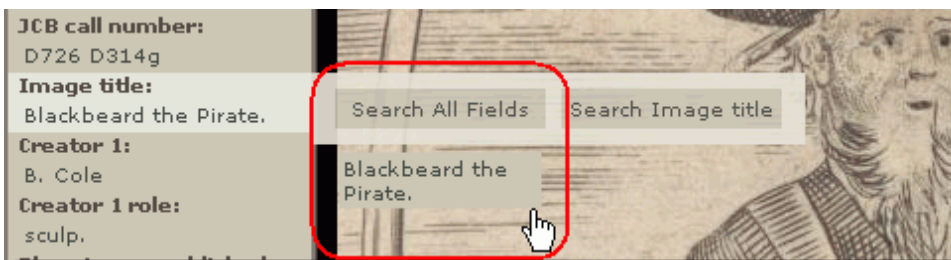 JCB call number:
D726 D314g
Image title:
Blackbeard the Pirate.
Search All Fields
Search Image title
Creator 1:
B. Cole
Blackbeard the
Pirate.
Creator 1 role:
sculp.